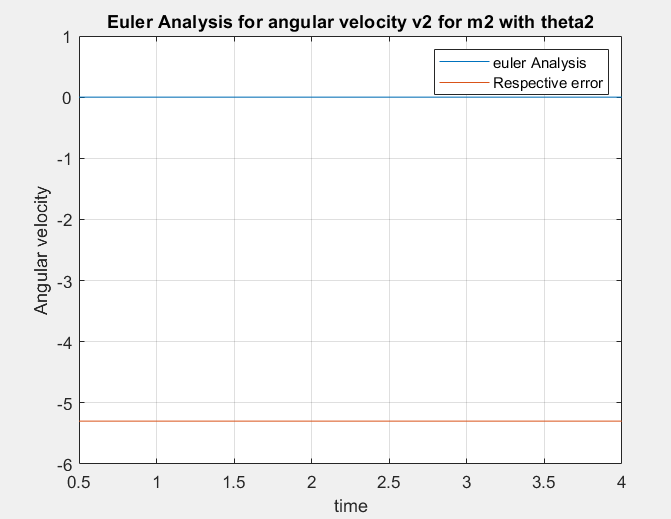 Euler Analysis for angular velocity v2 for m2 with theta2
euler Analysis
Respective error
Angular velocity
1
0
-1
-2
-3
-4
-5
-6
0.5 1 1.5 2 2.5 3 3.5 4
time